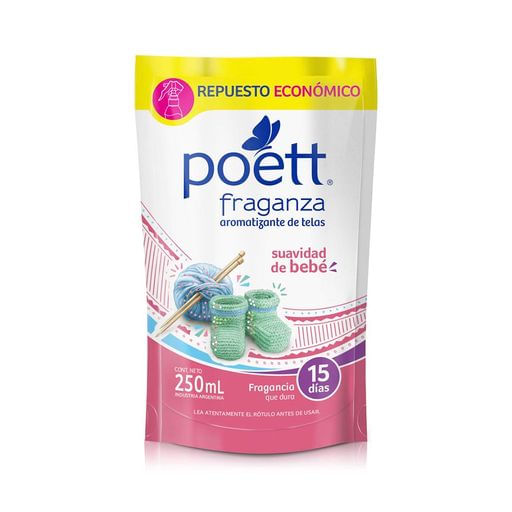 REPUESTO ECONÓMICO
poett®
fraganza
aromatizante de telas
suavidad
de bebé
CONT. NETO
250mL
INDUSTRIA ARGENTINA
Fragancia
que dura
15
días
LEA ATENTAMENTE EL RÓTULO ANTES DE USAR.